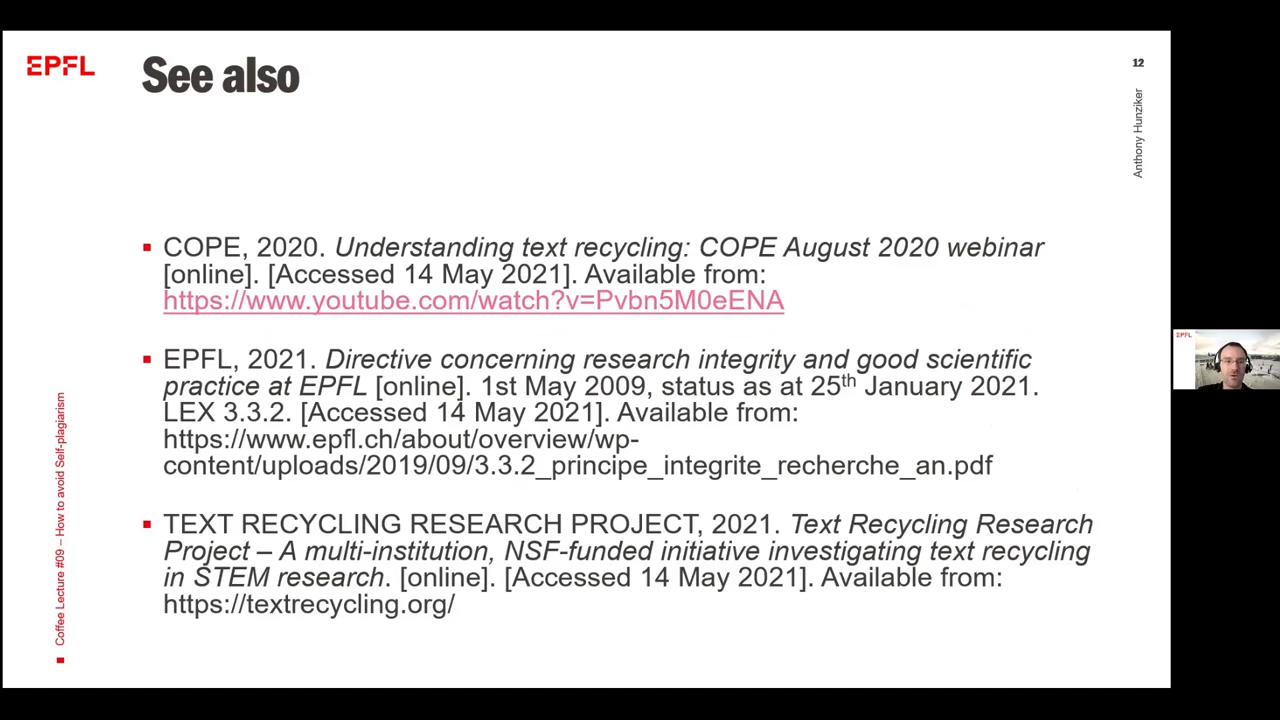 EPFL
See also
12
Anthony Hunziker
COPE, 2020. Understanding text recycling: COPE August 2020 webinar
[online]. [Accessed 14 May 2021]. Available from:
https://www.youtube.com/watch?v=Pvbn5M0eENA
EPFL, 2021. Directive concerning research integrity and good scientific
practice at EPFL [online]. 1st May 2009, status as at 25th January 2021.
LEX 3.3.2. [Accessed 14 May 2021]. Available from:
https://www.epfl.ch/about/overview/wp-
content/uploads/2019/09/3.3.2_principe_integrite_recherche_an.pdf
TEXT RECYCLING RESEARCH PROJECT, 2021. Text Recycling Research
Project – A multi-institution, NSF-funded initiative investigating text recycling
in STEM research. [online]. [Accessed 14 May 2021]. Available from:
https://textrecycling.org/
Coffee Lecture #09 – How to avoid Self-plagiarism
EPFL